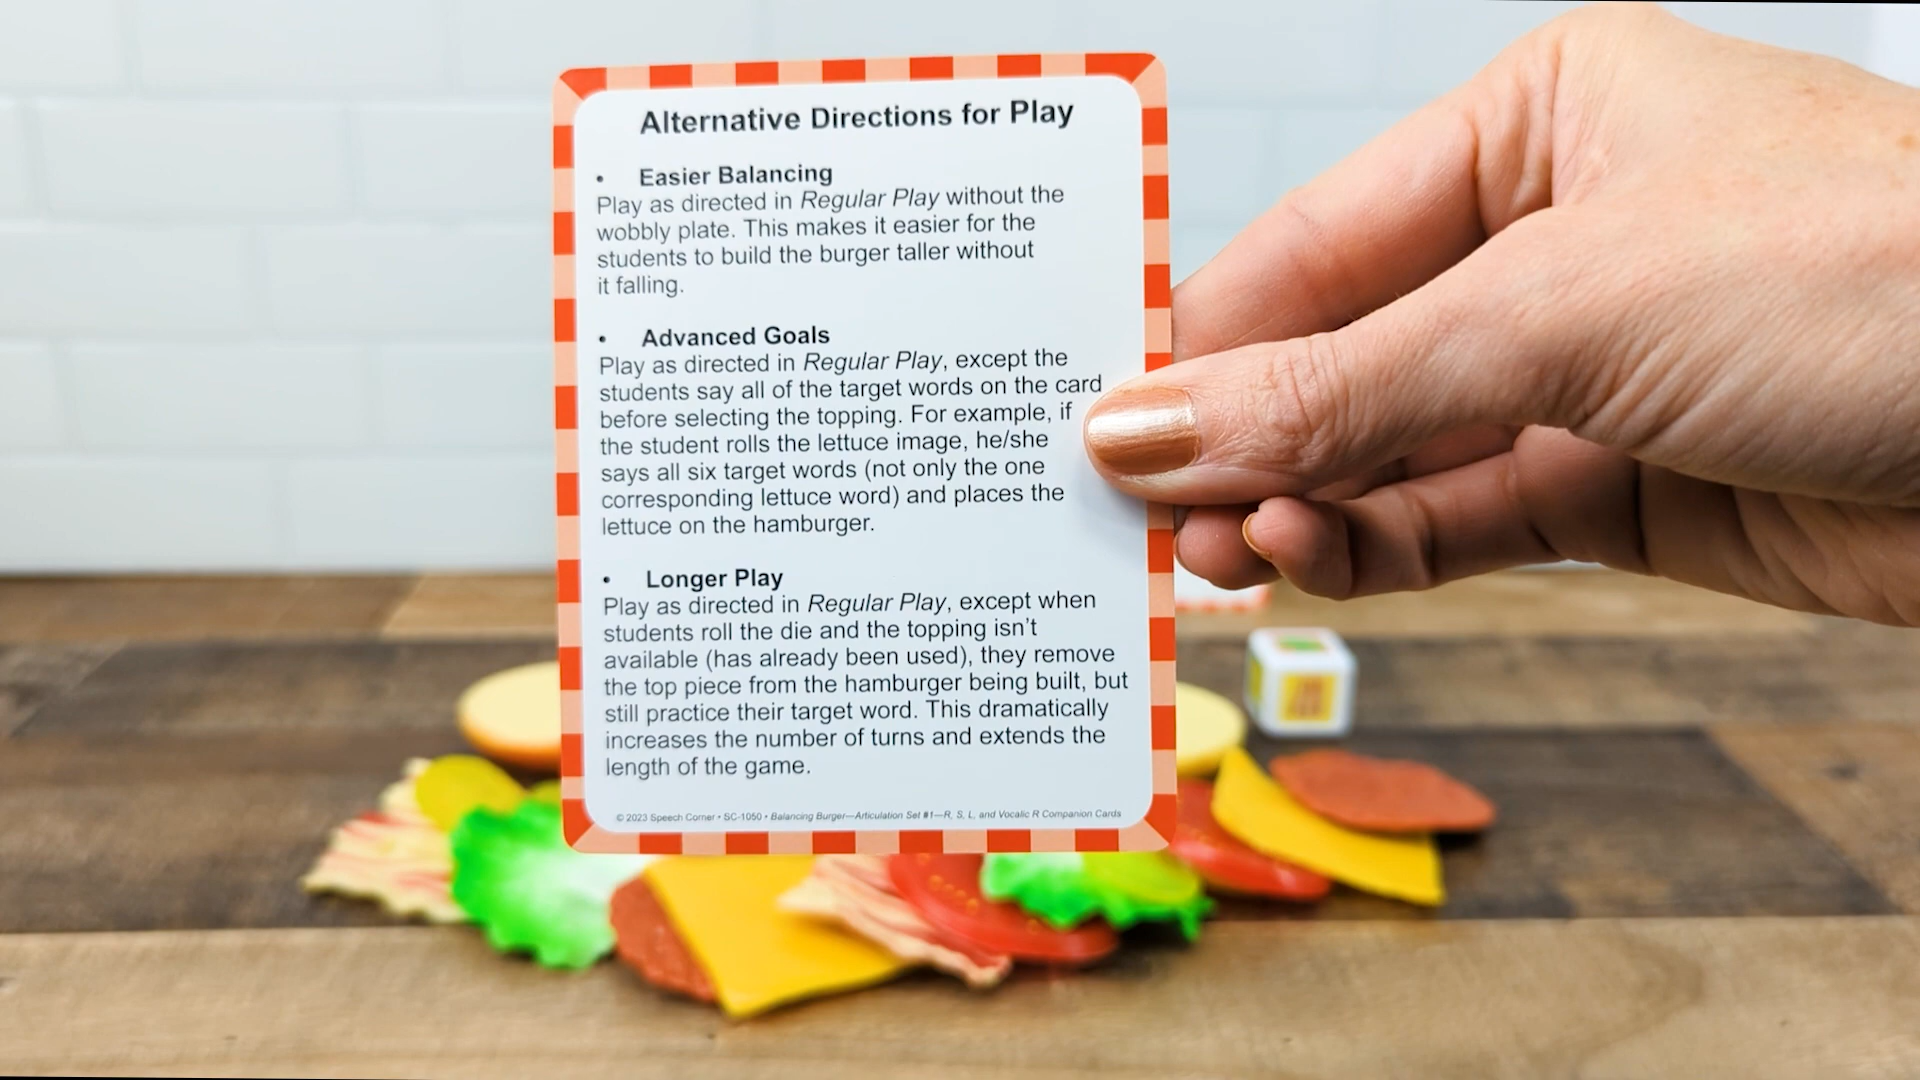 Alternative Directions for Play
• Easier Balancing
Play as directed in Regular Play without the
wobbly plate. This makes it easier for the
students to build the burger taller without
it falling.
• Advanced Goals
Play as directed in Regular Play, except the
students say all of the target words on the card
before selecting the topping. For example, if
the student rolls the lettuce image, he/she
says all six target words (not only the one
corresponding lettuce word) and places the
lettuce on the hamburger.
• Longer Play
Play as directed in Regular Play, except when
students roll the die and the topping isn’t
available (has already been used), they remove
the top piece from the hamburger being built, but
still practice their target word. This dramatically
increases the number of turns and extends the
length of the game.
© 2023 Speech Corner • SC-1050 • Balancing Burger—Articulation Set #1—R, S, L, and Vocalic R Companion Cards